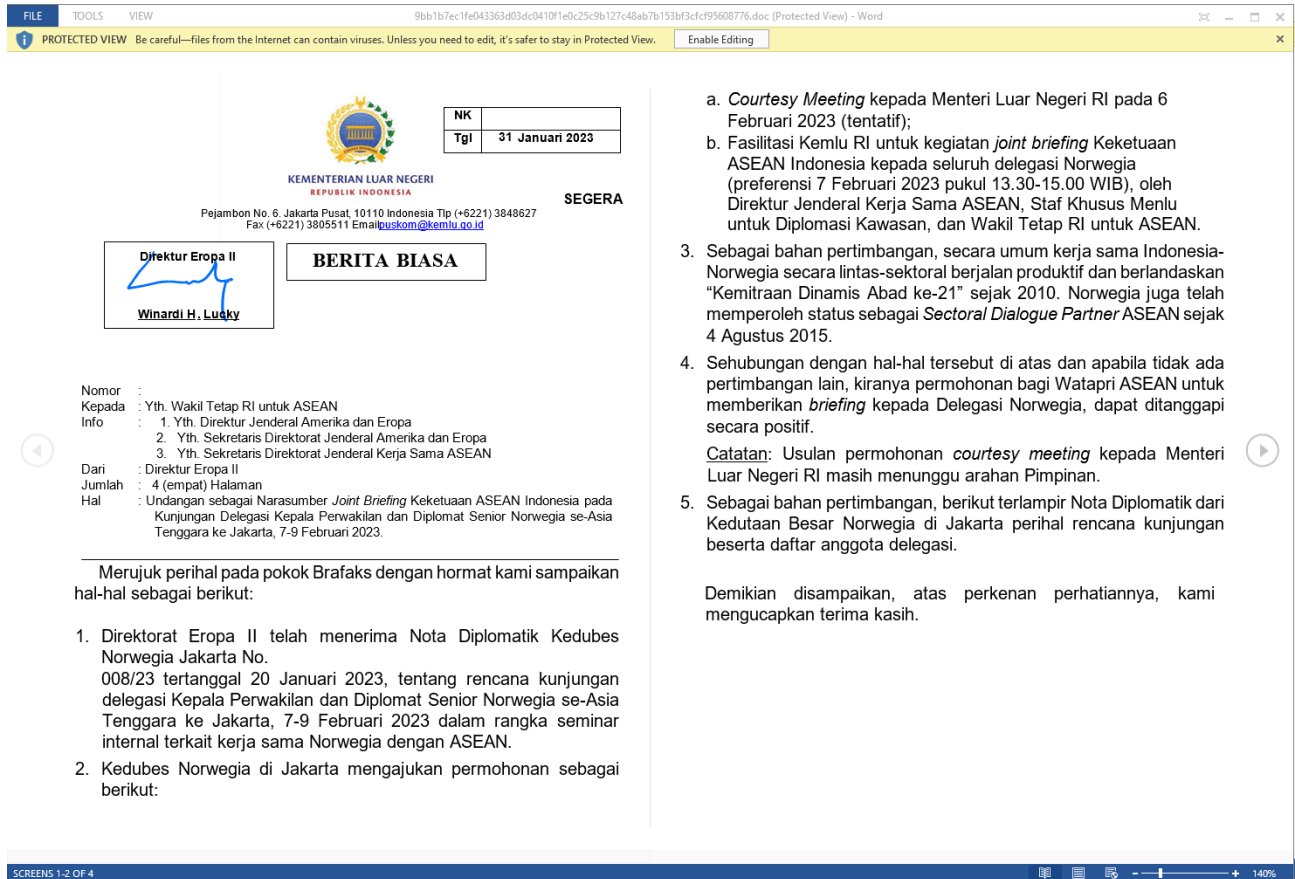 FILE TOOLS VIEW 9bb1b7ec1fe043363d03dc0410f1e0c25c9b127c48ab7b153bf3cfcf95608776.doc (Protected View) - Word
PROTECTED VIEW Be careful—files from the Internet can contain viruses. Unless you need to edit, it's safer to stay in Protected View. Enable Editing
NK
Tgl 31 Januari 2023
KEMENTERIAN LUAR NEGERI
REPUBLIK INDONESIA
SEGERA
Pejambon No. 6. Jakarta Pusat, 10110 Indonesia Tlp (+6221) 3848627
Fax (+6221) 3805511 Emailpuskom@kemlu.go.id
Direktur Eropa II
Winardi H. Lucky
BERITA BIASA
Nomor :
Kepada : Yth. Wakil Tetap RI untuk ASEAN
Info : 1. Yth. Direktur Jenderal Amerika dan Eropa
2. Yth. Sekretaris Direktorat Jenderal Amerika dan Eropa
3. Yth. Sekretaris Direktorat Jenderal Kerja Sama ASEAN
Dari : Direktur Eropa II
Jumlah : 4 (empat) Halaman
Hal : Undangan sebagai Narasumber Joint Briefing Keketuaan ASEAN Indonesia pada
Kunjungan Delegasi Kepala Perwakilan dan Diplomat Senior Norwegia se-Asia
Tenggara ke Jakarta, 7-9 Februari 2023.
Merujuk perihal pada pokok Brafaks dengan hormat kami sampaikan
hal-hal sebagai berikut:
1. Direktorat Eropa II telah menerima Nota Diplomatik Kedubes
Norwegia Jakarta No.
008/23 tertanggal 20 Januari 2023, tentang rencana kunjungan
delegasi Kepala Perwakilan dan Diplomat Senior Norwegia se-Asia
Tenggara ke Jakarta, 7-9 Februari 2023 dalam rangka seminar
internal terkait kerja sama Norwegia dengan ASEAN.
2. Kedubes Norwegia di Jakarta mengajukan permohonan sebagai
berikut:
a. Courtesy Meeting kepada Menteri Luar Negeri RI pada 6
Februari 2023 (tentatif);
b. Fasilitasi Kemlu RI untuk kegiatan joint briefing Keketuaan
ASEAN Indonesia kepada seluruh delegasi Norwegia
(preferensi 7 Februari 2023 pukul 13.30-15.00 WIB), oleh
Direktur Jenderal Kerja Sama ASEAN, Staf Khusus Menlu
untuk Diplomasi Kawasan, dan Wakil Tetap RI untuk ASEAN.
3. Sebagai bahan pertimbangan, secara umum kerja sama Indonesia-
Norwegia secara lintas-sektoral berjalan produktif dan berlandaskan
“Kemitraan Dinamis Abad ke-21” sejak 2010. Norwegia juga telah
memperoleh status sebagai Sectoral Dialogue Partner ASEAN sejak
4 Agustus 2015.
4. Sehubungan dengan hal-hal tersebut di atas dan apabila tidak ada
pertimbangan lain, kiranya permohonan bagi Watapri ASEAN untuk
memberikan briefing kepada Delegasi Norwegia, dapat ditanggapi
secara positif.
Catatan: Usulan permohonan courtesy meeting kepada Menteri
Luar Negeri RI masih menunggu arahan Pimpinan.
5. Sebagai bahan pertimbangan, berikut terlampir Nota Diplomatik dari
Kedutaan Besar Norwegia di Jakarta perihal rencana kunjungan
beserta daftar anggota delegasi.
Demikian disampaikan, atas perkenan perhatiannya, kami
mengucapkan terima kasih.
SCREENS 1-2 OF 4 140%